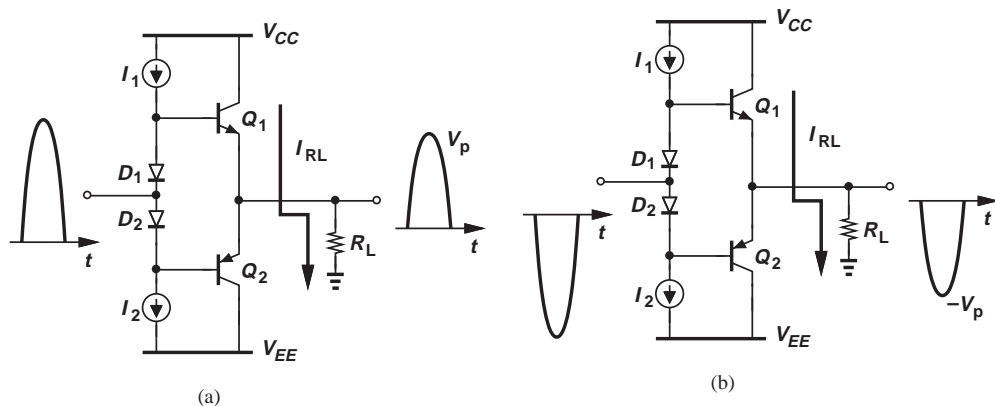 V_CC
I_1
Q_1
D_1
I_RL
V_p
D_2
t
R_L
t
Q_2
I_2
V_EE
(a)
V_CC
I_1
Q_1
I_RL
D_1
D_2
t
R_L
t
Q_2
I_2
–V_p
V_EE
(b)